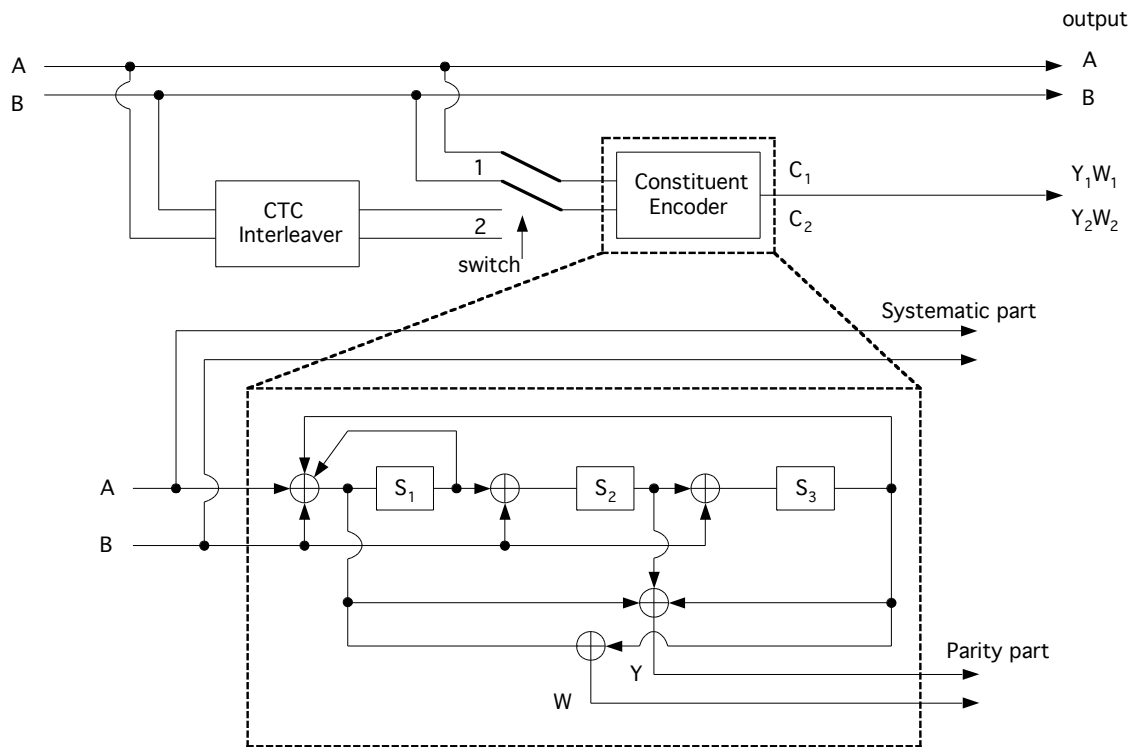 output
A
A
B
B
1
C₁
Y₁W₁
CTC
Interleaver
Constituent
Encoder
2
C₂
Y₂W₂
switch
Systematic part
A
S₁
S₂
S₃
B
Y
Parity part
W